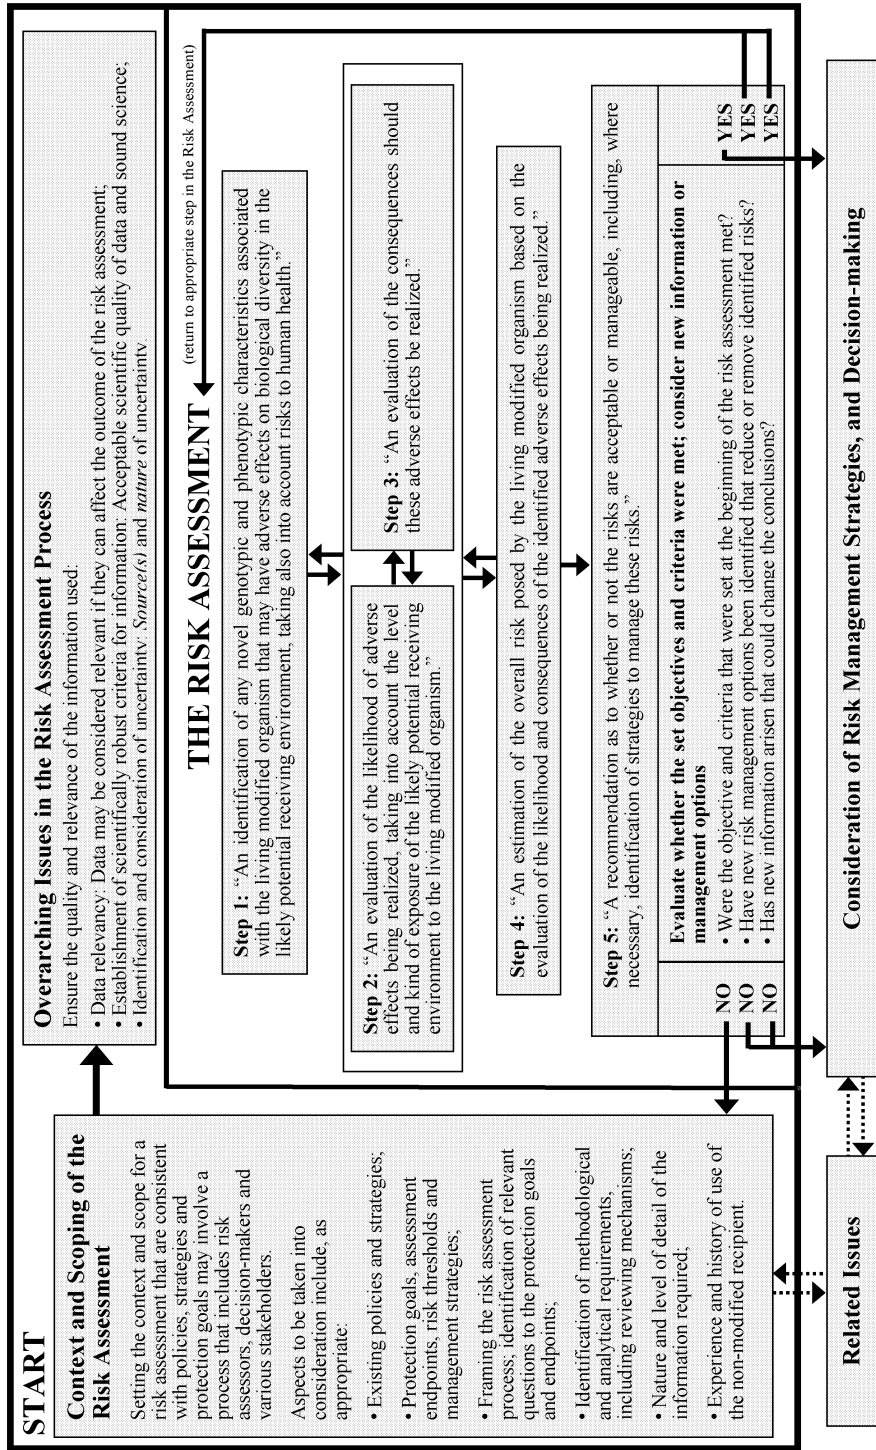 START
Context and Scoping of the
Risk Assessment
Setting the context and scope for a
risk assessment that are consistent
with policies, strategies and
protection goals may involve a
process that includes risk
assessors, decision-makers and
various stakeholders.
Aspects to be taken into
consideration include, as
appropriate:
• Existing policies and strategies;
• Protection goals, assessment
endpoints, risk thresholds and
management strategies;
• Framing the risk assessment
process; identification of relevant
questions to the protection goals
and endpoints;
• Identification of methodological
and analytical requirements,
including reviewing mechanisms;
• Nature and level of detail of the
information required;
• Experience and history of use of
the non-modified recipient.
Overarching Issues in the Risk Assessment Process
Ensure the quality and relevance of the information used:
• Data relevancy: Data may be considered relevant if they can affect the outcome of the risk assessment;
• Establishment of scientifically robust criteria for information: Acceptable scientific quality of data and sound science;
• Identification and consideration of uncertainty: Source(s) and nature of uncertainty.
THE RISK ASSESSMENT
(return to appropriate step in the Risk Assessment)
Step 1: “An identification of any novel genotypic and phenotypic characteristics associated
with the living modified organism that may have adverse effects on biological diversity in the
likely potential receiving environment, taking also into account risks to human health.”
Step 2: “An evaluation of the likelihood of adverse
effects being realized, taking into account the level
and kind of exposure of the likely potential receiving
environment to the living modified organism.”
Step 3: “An evaluation of the consequences should
these adverse effects be realized.”
Step 4: “An estimation of the overall risk posed by the living modified organism based on the
evaluation of the likelihood and consequences of the identified adverse effects being realized.”
Step 5: “A recommendation as to whether or not the risks are acceptable or manageable, including, where
necessary, identification of strategies to manage these risks.”
Evaluate whether the set objectives and criteria were met; consider new information or
management options
NO • Were the objective and criteria that were set at the beginning of the risk assessment met? YES
NO • Have new risk management options been identified that reduce or remove identified risks? YES
NO • Has new information arisen that could change the conclusions? YES
Related Issues
Consideration of Risk Management Strategies, and Decision-making